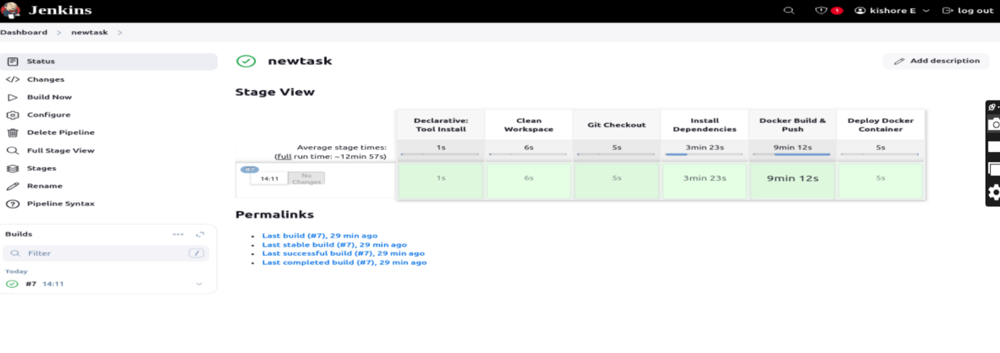 Jenkins
1
kishore E
log out
Dashboard > newtask >
Status
Changes
Build Now
Configure
Delete Pipeline
Full Stage View
Stages
Rename
Pipeline Syntax
Builds
Filter
/
Today
#7 14:11
newtask
Add description
Stage View
Declarative: Tool Install
Clean Workspace
Git Checkout
Install Dependencies
Docker Build & Push
Deploy Docker Container
Average stage times:
(full run time: ~12min 57s)
1s 6s 5s 3min 23s 9min 12s 5s
#7
14:11
No Changes
1s 6s 5s 3min 23s 9min 12s 5s
Permalinks
Last build (#7), 29 min ago
Last stable build (#7), 29 min ago
Last successful build (#7), 29 min ago
Last completed build (#7), 29 min ago